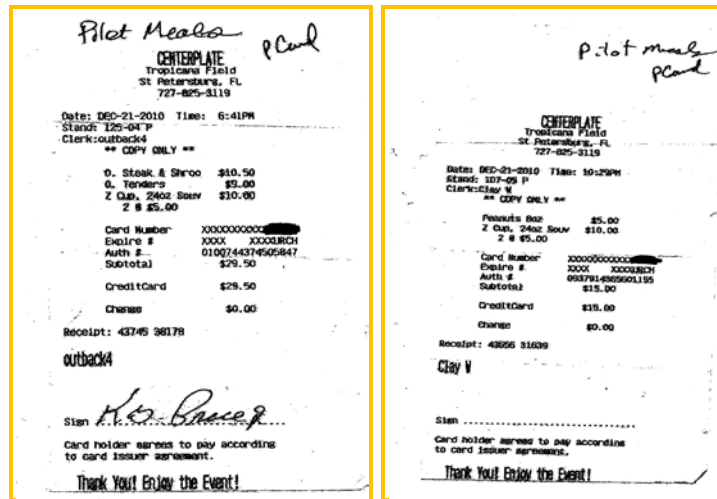 Pilot Meals
PCard
CENTERPLATE
Tropicana Field
St Petersburg, FL
727-825-3119
Date: DEC-21-2010 Time: 6:41PM
Stand: 125-04 P
Clerk:outback4
** COPY ONLY **
O. Steak & Shroo $10.50
O. Tenders $9.00
Z Cup, 24oz Souv $10.00
2 @ $5.00
Card Number XXXXXXXXXXX
Expire # XXXX XXXXURCH
Auth # 0100744374505847
Subtotal $29.50
CreditCard $29.50
Change $0.00
Receipt: 43745 38178
outback4
Sign
Card holder agrees to pay according
to card issuer agreement.
Thank You! Enjoy the Event!
Pilot meals
PCard
CENTERPLATE
Tropicana Field
St Petersburg, FL
727-825-3119
Date: DEC-21-2010 Time: 10:29PM
Stand: 107-05 P
Clerk:Clay W
** COPY ONLY **
Peanuts 8oz $5.00
Z Cup, 24oz Souv $10.00
2 @ $5.00
Card Number XXXXXXXXXXX
Expire # XXXX XXXXURCH
Auth #
Subtotal $15.00
CreditCard $15.00
Change $0.00
Receipt: 43656 31639
Clay W
Sign
Card holder agrees to pay according
to card issuer agreement.
Thank You! Enjoy the Event!